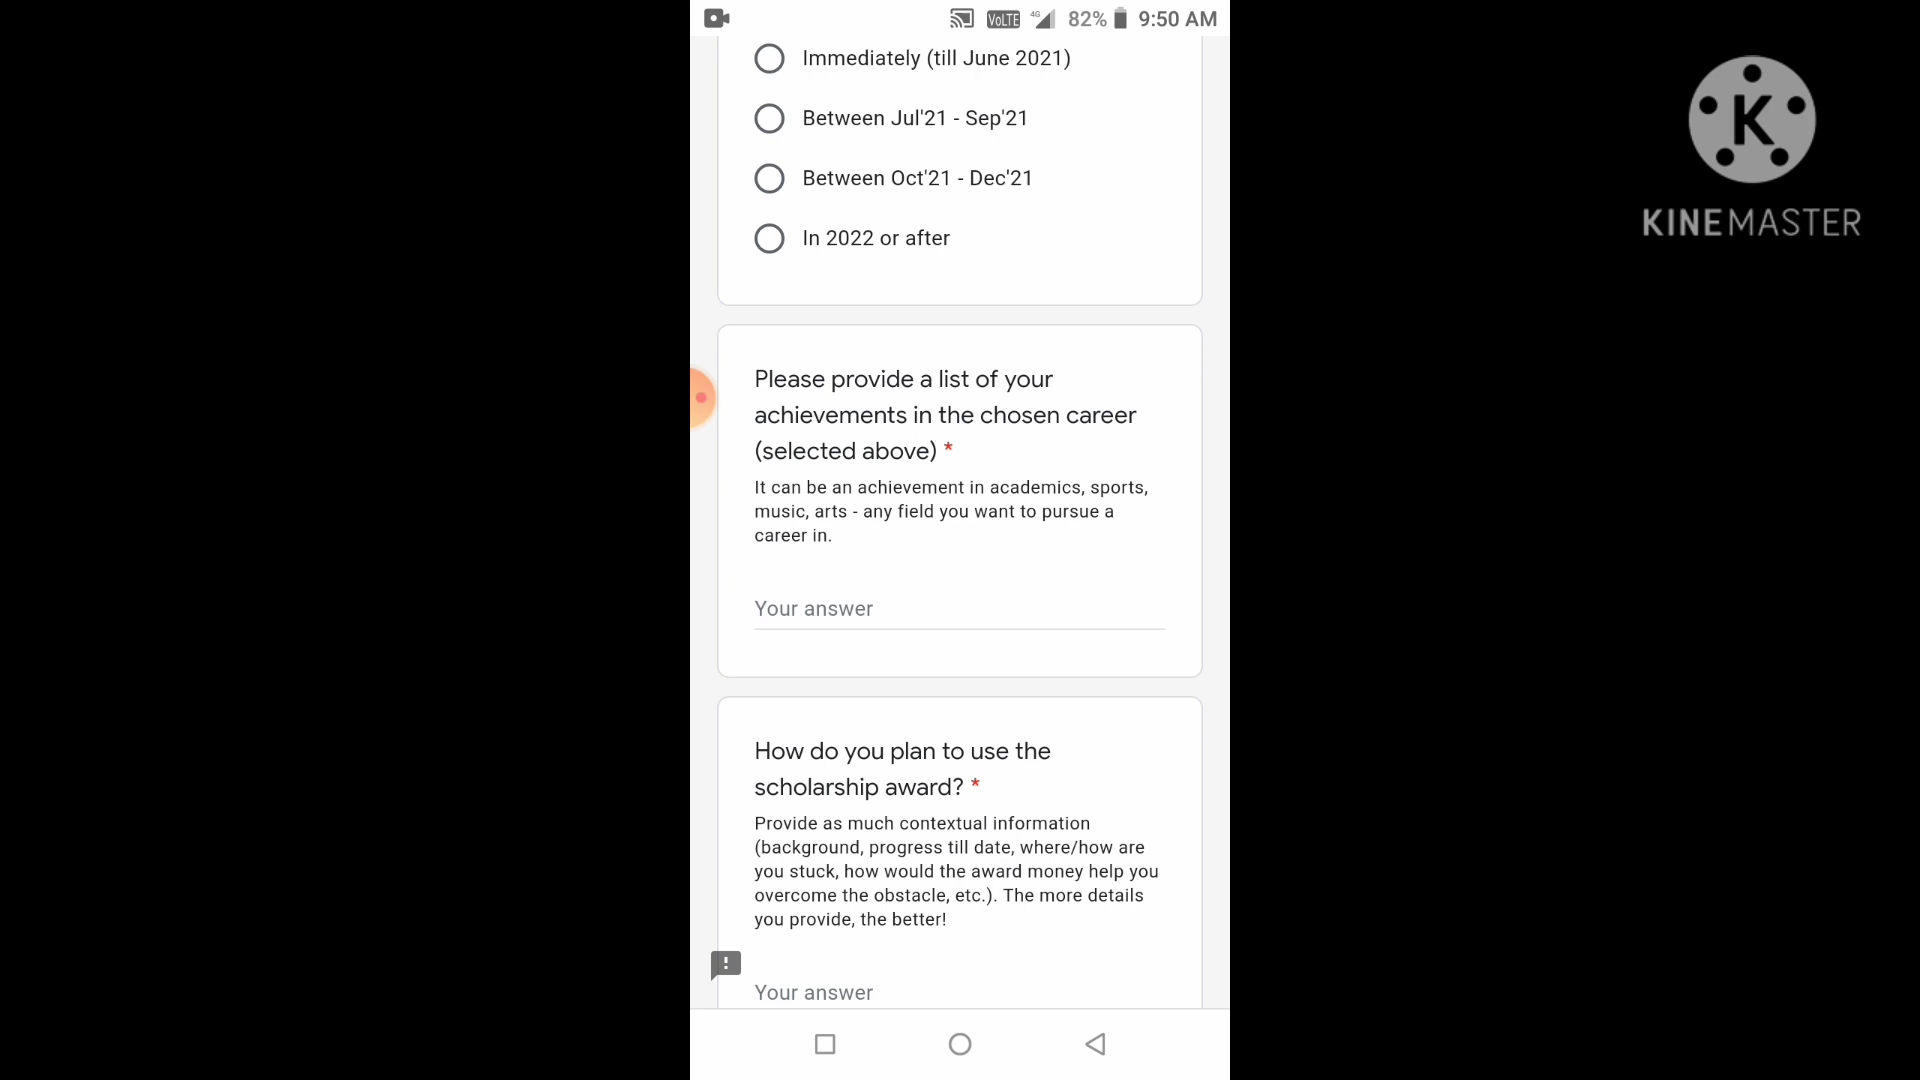 VoLTE 4G 82% 9:50 AM
Immediately (till June 2021)
Between Jul'21 - Sep'21
Between Oct'21 - Dec'21
In 2022 or after
K
KINEMASTER
Please provide a list of your
achievements in the chosen career
(selected above) *
It can be an achievement in academics, sports,
music, arts - any field you want to pursue a
career in.
Your answer
How do you plan to use the
scholarship award? *
Provide as much contextual information
(background, progress till date, where/how are
you stuck, how would the award money help you
overcome the obstacle, etc.). The more details
you provide, the better!
Your answer